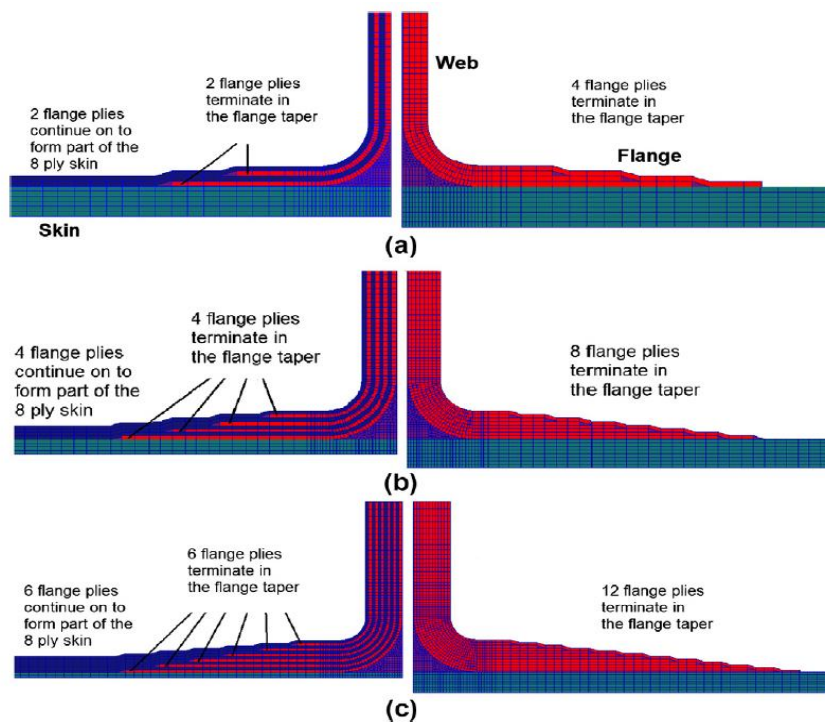 Web
2 flange plies
terminate in
the flange taper
4 flange plies
terminate in
the flange taper
2 flange plies
continue on to
form part of the
8 ply skin
Flange
Skin
(a)
4 flange plies
terminate in
the flange taper
8 flange plies
terminate in
the flange taper
4 flange plies
continue on to
form part of the
8 ply skin
(b)
6 flange plies
terminate in
the flange taper
6 flange plies
continue on to
form part of the
8 ply skin
12 flange plies
terminate in
the flange taper
(c)